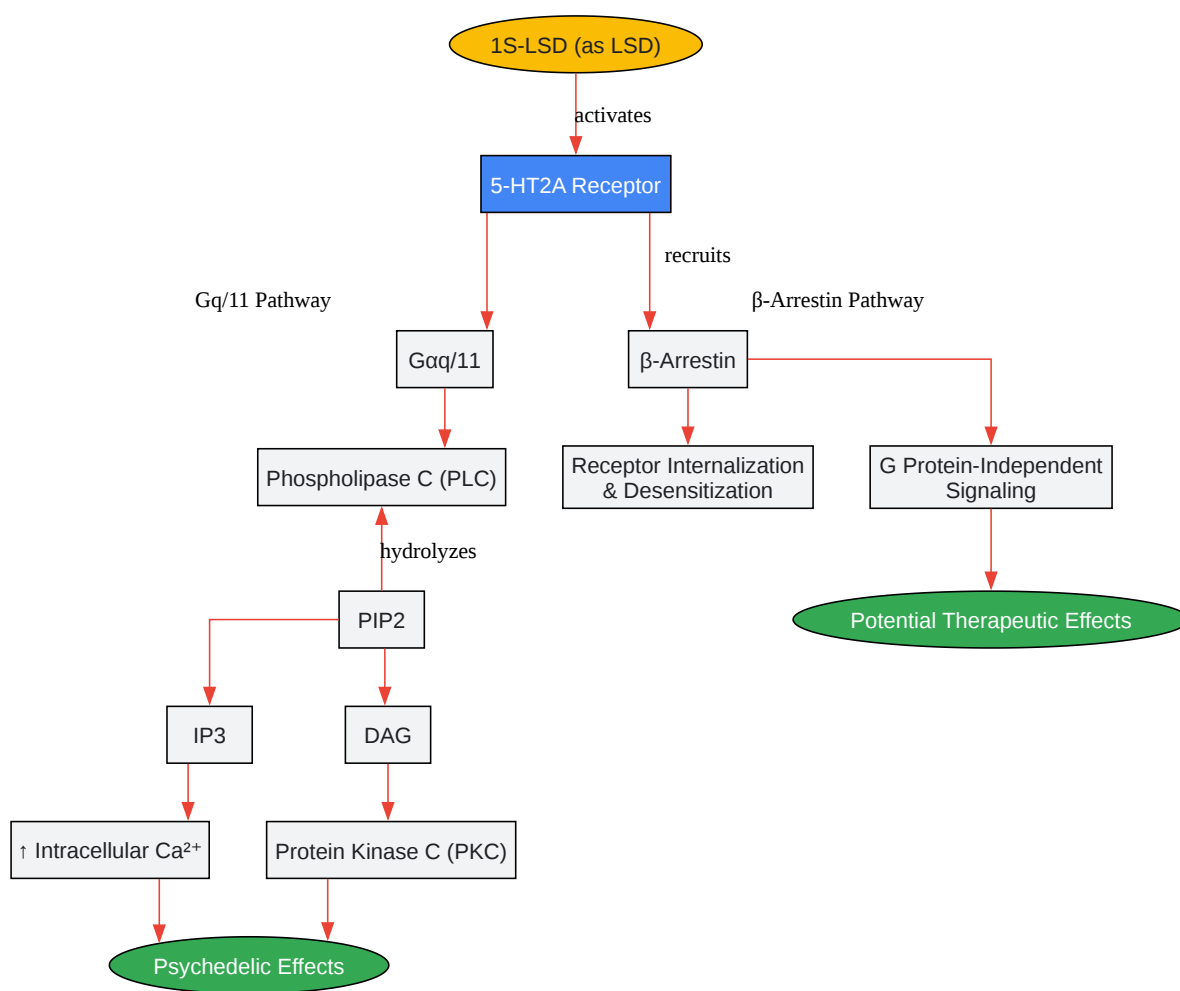 1S-LSD (as LSD)
activates
5-HT2A Receptor
recruits
Gq/11 Pathway
β-Arrestin Pathway
Gαq/11
β-Arrestin
Phospholipase C (PLC)
Receptor Internalization
& Desensitization
G Protein-Independent
Signaling
hydrolyzes
PIP2
Potential Therapeutic Effects
IP3
DAG
↑ Intracellular Ca²⁺
Protein Kinase C (PKC)
Psychedelic Effects